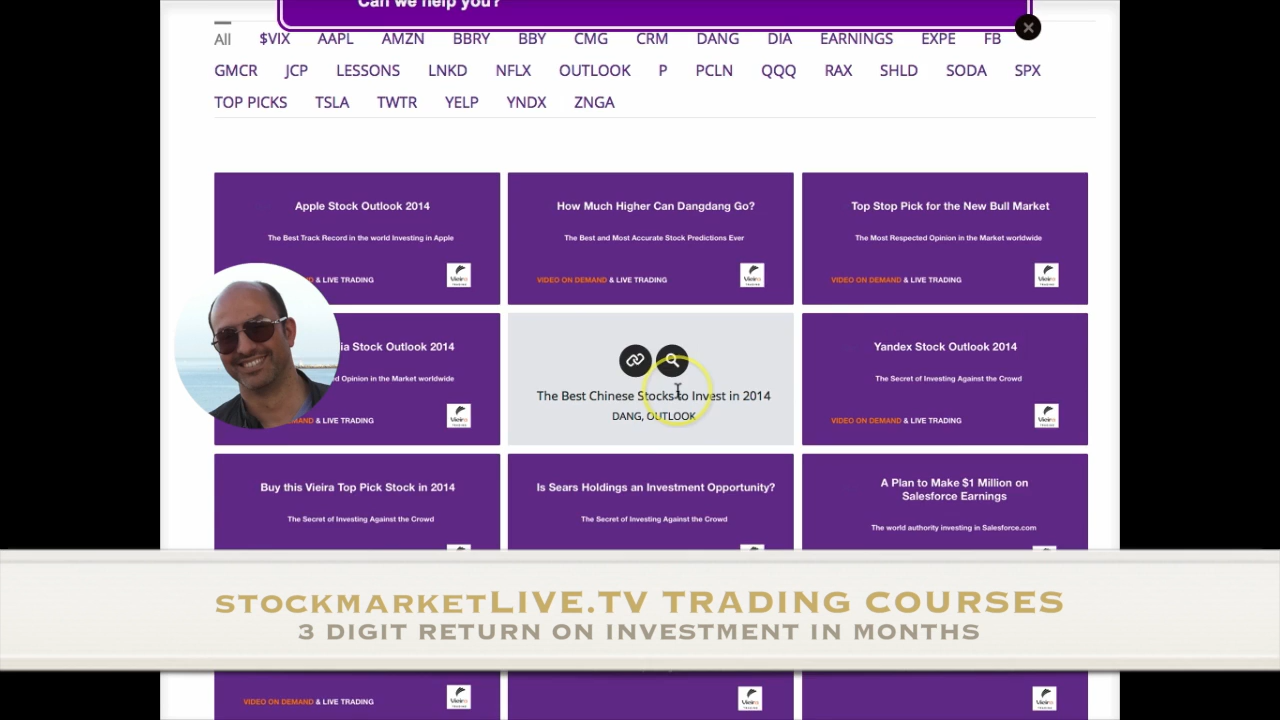 Can we help you?
All $VIX AAPL AMZN BBRY BBY CMG CRM DANG DIA EARNINGS EXPE FB
GMCR JCP LESSONS LNKD NFLX OUTLOOK P PCLN QQQ RAX SHLD SODA SPX
TOP PICKS TSLA TWTR YELP YNDX ZNGA
Apple Stock Outlook 2014
The Best Track Record in the world Investing in Apple
& LIVE TRADING
Vieira
How Much Higher Can Dangdang Go?
The Best and Most Accurate Stock Predictions Ever
VIDEO ON DEMAND & LIVE TRADING
Vieira
Top Stop Pick for the New Bull Market
The Most Respected Opinion in the Market worldwide
VIDEO ON DEMAND & LIVE TRADING
Vieira
Stock Outlook 2014
Opinion in the Market worldwide
& LIVE TRADING
Vieira
The Best Chinese Stocks to Invest in 2014
DANG, OUTLOOK
Yandex Stock Outlook 2014
The Secret of Investing Against the Crowd
VIDEO ON DEMAND & LIVE TRADING
Vieira
Buy this Vieira Top Pick Stock in 2014
The Secret of Investing Against the Crowd
Is Sears Holdings an Investment Opportunity?
The Secret of Investing Against the Crowd
A Plan to Make $1 Million on
Salesforce Earnings
The world authority investing in Salesforce.com
STOCKMARKETLIVE.TV TRADING COURSES
3 DIGIT RETURN ON INVESTMENT IN MONTHS
VIDEO ON DEMAND & LIVE TRADING
Vieira
Vieira
Vieira